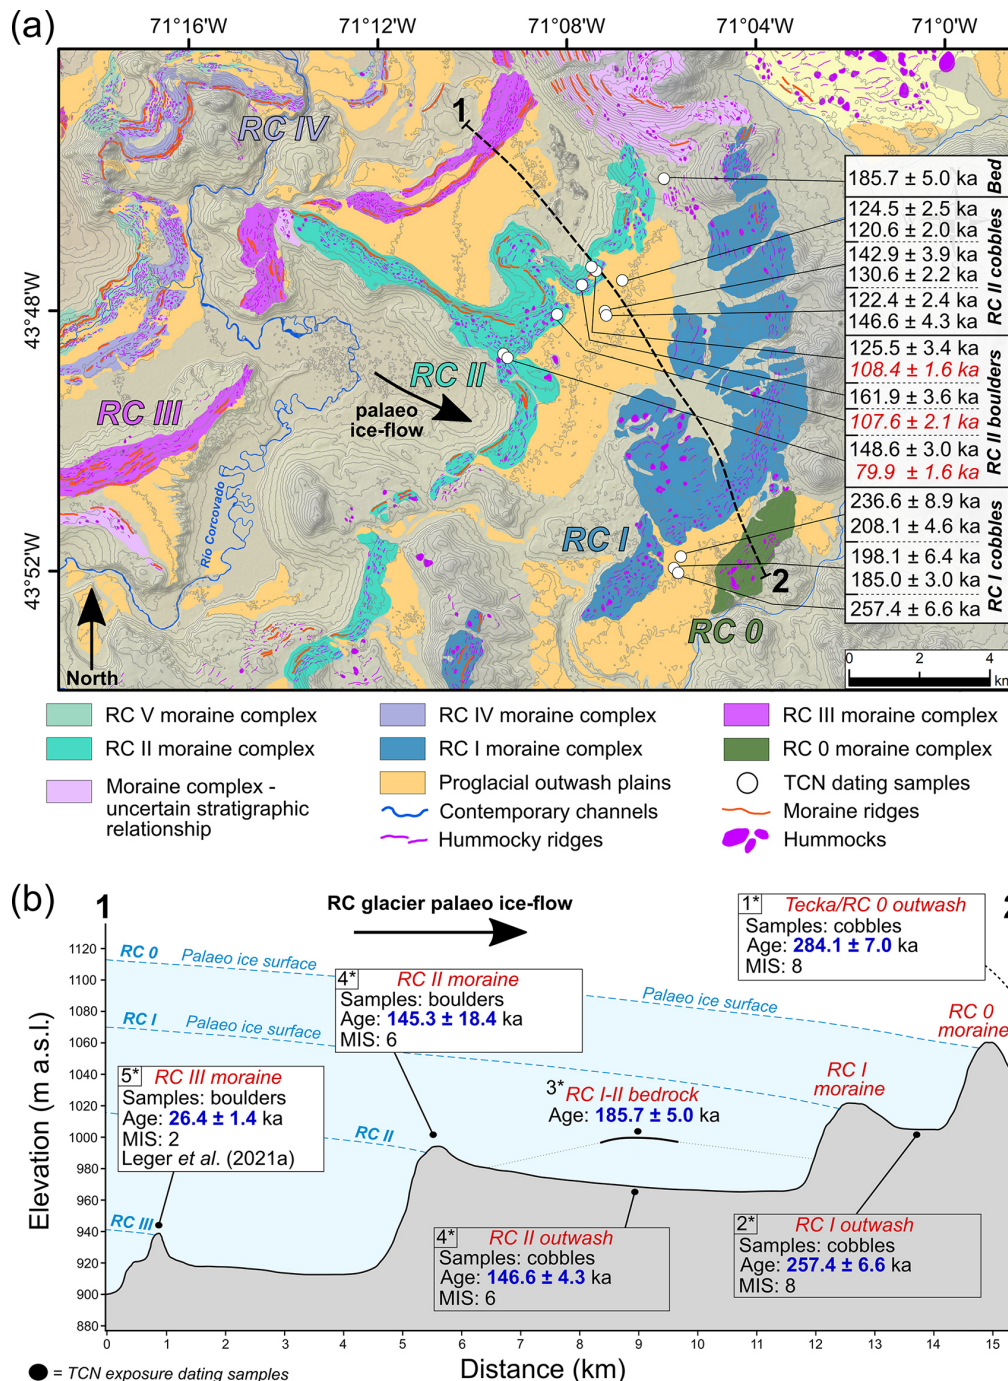 (a)
71°16'W 71°12'W 71°08'W 71°04'W 71°0'W
43°48'W
43°52'W
1
RC IV
RC III
RC II
palaeo
ice-flow
Rio Corcovado
RC I
RC 0
2
North
185.7 ± 5.0 ka
Bed
124.5 ± 2.5 ka
120.6 ± 2.0 ka
142.9 ± 3.9 ka
130.6 ± 2.2 ka
122.4 ± 2.4 ka
146.6 ± 4.3 ka
RC II cobbles
125.5 ± 3.4 ka
108.4 ± 1.6 ka
161.9 ± 3.6 ka
107.6 ± 2.1 ka
148.6 ± 3.0 ka
79.9 ± 1.6 ka
RC II boulders
236.6 ± 8.9 ka
208.1 ± 4.6 ka
198.1 ± 6.4 ka
185.0 ± 3.0 ka
257.4 ± 6.6 ka
RC I cobbles
0 2 4
km
RC V moraine complex
RC IV moraine complex
RC III moraine complex
RC II moraine complex
RC I moraine complex
RC 0 moraine complex
Moraine complex -
uncertain stratigraphic
relationship
Proglacial outwash plains
TCN dating samples
Contemporary channels
Moraine ridges
Hummocky ridges
Hummocks
(b)
1
RC glacier palaeo ice-flow
1* Tecka/RC 0 outwash
Samples: cobbles
Age: 284.1 ± 7.0 ka
MIS: 8
RC 0 Palaeo ice surface
Palaeo ice surface
4* RC II moraine
Samples: boulders
Age: 145.3 ± 18.4 ka
MIS: 6
RC I Palaeo ice surface
RC 0
moraine
RC I
moraine
5* RC III moraine
Samples: boulders
Age: 26.4 ± 1.4 ka
MIS: 2
Leger et al. (2021a)
3* RC I-II bedrock
Age: 185.7 ± 5.0 ka
RC II
RC III
4* RC II outwash
Samples: cobbles
Age: 146.6 ± 4.3 ka
MIS: 6
2* RC I outwash
Samples: cobbles
Age: 257.4 ± 6.6 ka
MIS: 8
Elevation (m a.s.l.)
1120
1100
1080
1060
1040
1020
1000
980
960
940
920
900
880
0 1 2 3 4 5 6 7 8 9 10 11 12 13 14 15
Distance (km)
= TCN exposure dating samples